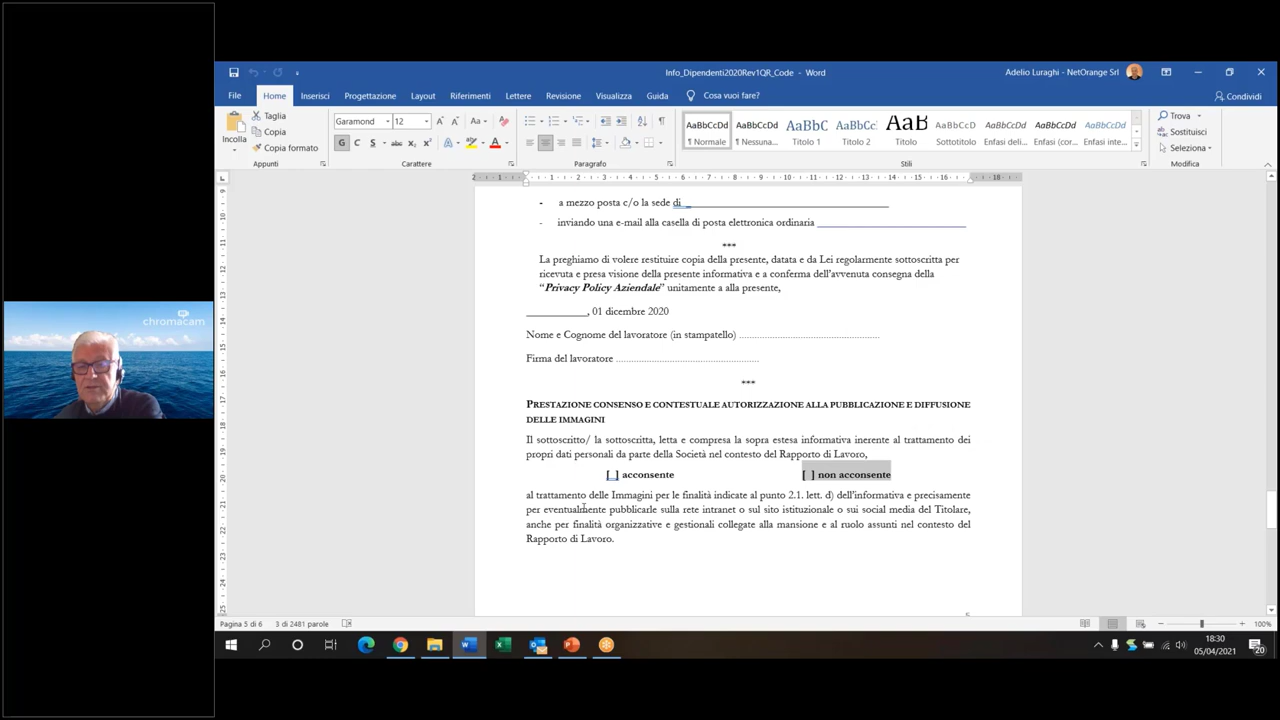 chromacam
Info_Dipendenti2020Rev1QR_Code - Word
Adelio Luraghi - NetOrange Srl
File Home Inserisci Progettazione Layout Riferimenti Lettere Revisione Visualizza Guida Cosa vuoi fare? Condividi
Incolla
Taglia
Copia
Copia formato
Appunti
Garamond 12
Carattere
Paragrafo
AaBbCcDd AaBbCcDd AaBbC AaBbCc AaB AaBbCcD AaBbCcDd AaBbCcDd AaBbCcDd
¶ Normale ¶ Nessuna... Titolo 1 Titolo 2 Titolo Sottotitolo Enfasi deli... Enfasi (cor... Enfasi inte...
Stili
Trova
Sostituisci
Seleziona
Modifica
- a mezzo posta c/o la sede di _
- inviando una e-mail alla casella di posta elettronica ordinaria
***
La preghiamo di volere restituire copia della presente, datata e da Lei regolarmente sottoscritta per
ricevuta e presa visione della presente informativa e a conferma dell'avvenuta consegna della
“Privacy Policy Aziendale” unitamente a alla presente,
____________, 01 dicembre 2020
Nome e Cognome del lavoratore (in stampatello) ....................................................
Firma del lavoratore .....................................................
***
PRESTAZIONE CONSENSO E CONTESTUALE AUTORIZZAZIONE ALLA PUBBLICAZIONE E DIFFUSIONE
DELLE IMMAGINI
Il sottoscritto/ la sottoscritta, letta e compresa la sopra estesa informativa inerente al trattamento dei
propri dati personali da parte della Società nel contesto del Rapporto di Lavoro,
[_] acconsente [ ] non acconsente
al trattamento delle Immagini per le finalità indicate al punto 2.1. lett. d) dell'informativa e precisamente
per eventualmente pubblicarle sulla rete intranet o sul sito istituzionale o sui social media del Titolare,
anche per finalità organizzative e gestionali collegate alla mansione e al ruolo assunti nel contesto del
Rapporto di Lavoro.
Pagina 5 di 6 3 di 2481 parole
100%
18:30
05/04/2021
20